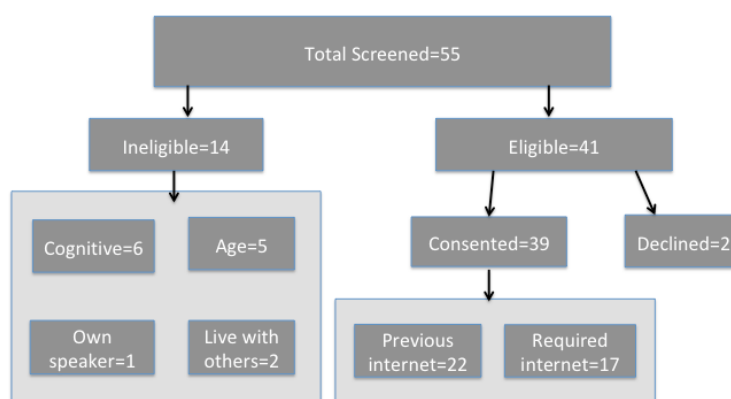 Total Screened=55
Ineligible=14
Eligible=41
Cognitive=6
Age=5
Consented=39
Declined=2
Own
speaker=1
Live with
others=2
Previous
internet=22
Required
internet=17